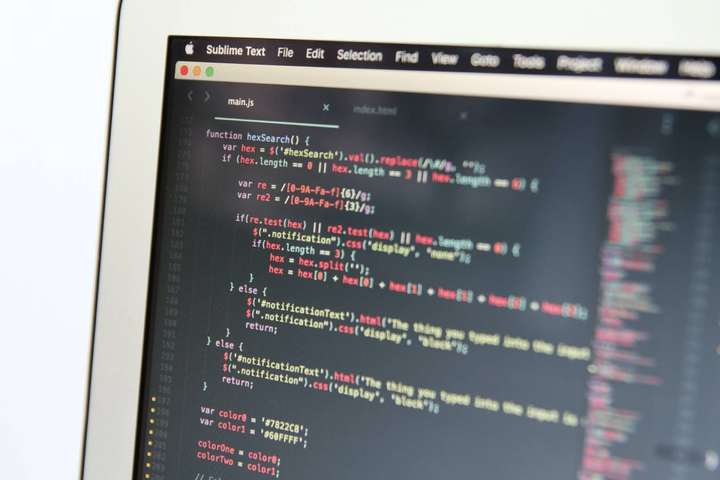 Sublime Text File Edit Selection Find View Goto Tools Project Window Help
main.js index.html
function hexSearch() {
var hex = $('#hexSearch').val().replace(/\#/g, "");
if (hex.length == 0 || hex.length == 3 || hex.length == 6) {
var re = /[0-9A-Fa-f]{6}/g;
var re2 = /[0-9A-Fa-f]{3}/g;
if(re.test(hex) || re2.test(hex) || hex.length == 0) {
$(".notification").css("display", "none");
if(hex.length == 3) {
hex = hex.split("");
hex = hex[0] + hex[0] + hex[1] + hex[1] + hex[2] + hex[2];
}
} else {
$('#notificationText').html("The thing you typed into the input
$(".notification").css("display", "block");
return;
}
} else {
$('#notificationText').html("The thing you typed into the input is
$(".notification").css("display", "block");
return;
}
var color0 = '#7822CB';
var color1 = '#60FFFF';
colorOne = color0;
colorTwo = color1;